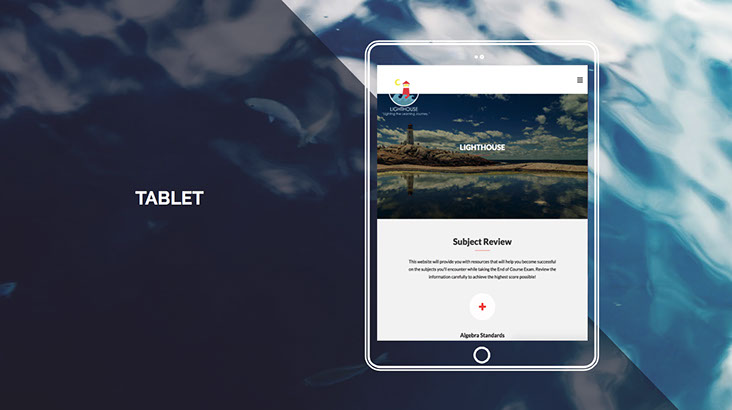 TABLET
LIGHTHOUSE
"Lighting the Learning Journey"
LIGHTHOUSE
Subject Review
This website will provide you with resources that will help you become successful
on the subjects you'll encounter while taking the End of Course Exam. Review the
information carefully to achieve the highest score possible!
Algebra Standards